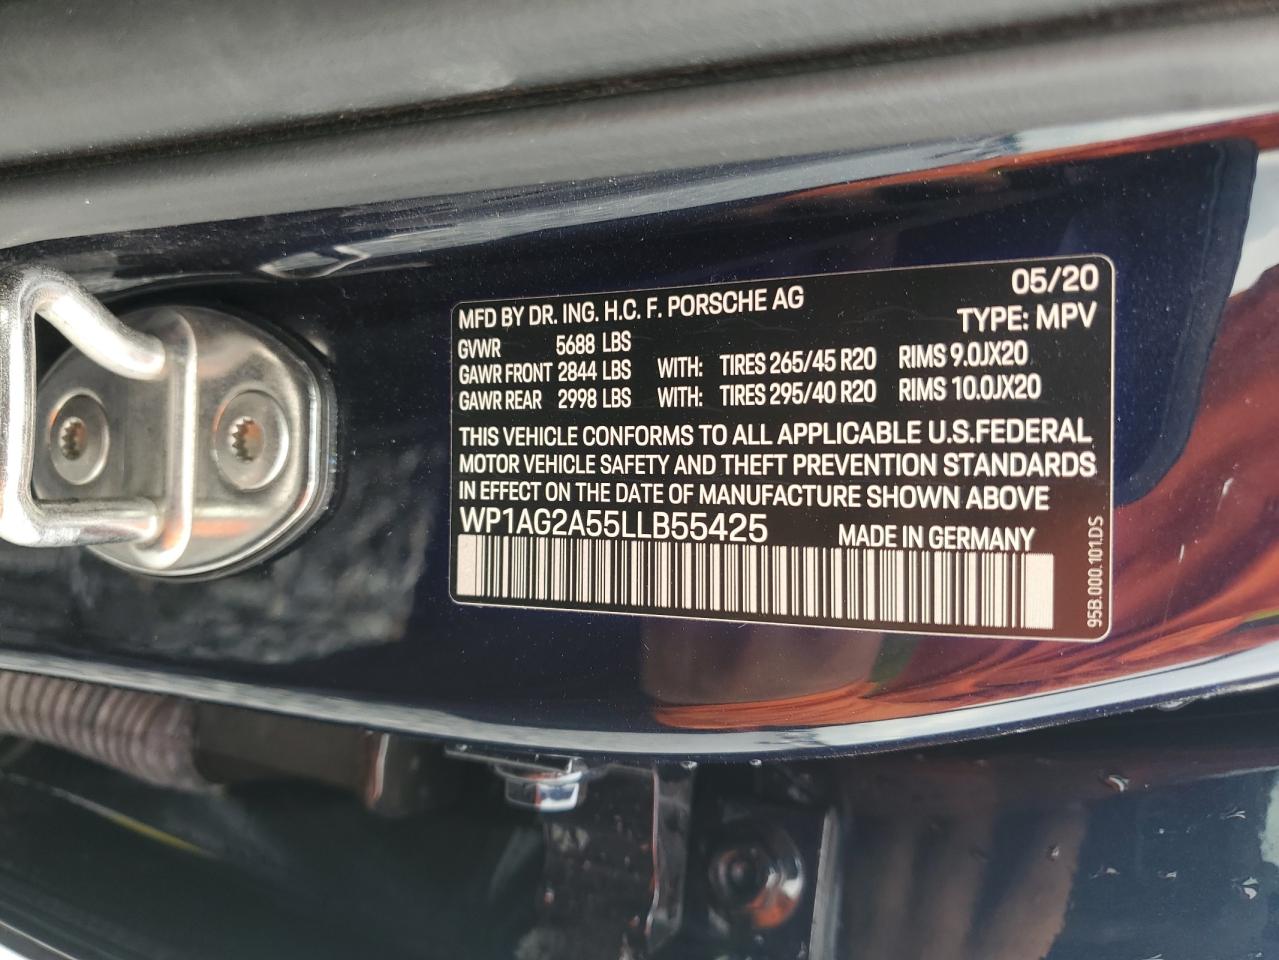 05/20
MFD BY DR. ING. H.C. F. PORSCHE AG
TYPE: MPV
GVWR 5688 LBS
GAWR FRONT 2844 LBS WITH: TIRES 265/45 R20 RIMS 9.0JX20
GAWR REAR 2998 LBS WITH: TIRES 295/40 R20 RIMS 10.0JX20
THIS VEHICLE CONFORMS TO ALL APPLICABLE U.S.FEDERAL
MOTOR VEHICLE SAFETY AND THEFT PREVENTION STANDARDS
IN EFFECT ON THE DATE OF MANUFACTURE SHOWN ABOVE
WP1AG2A55LLB55425 MADE IN GERMANY
95B.000.101.DS